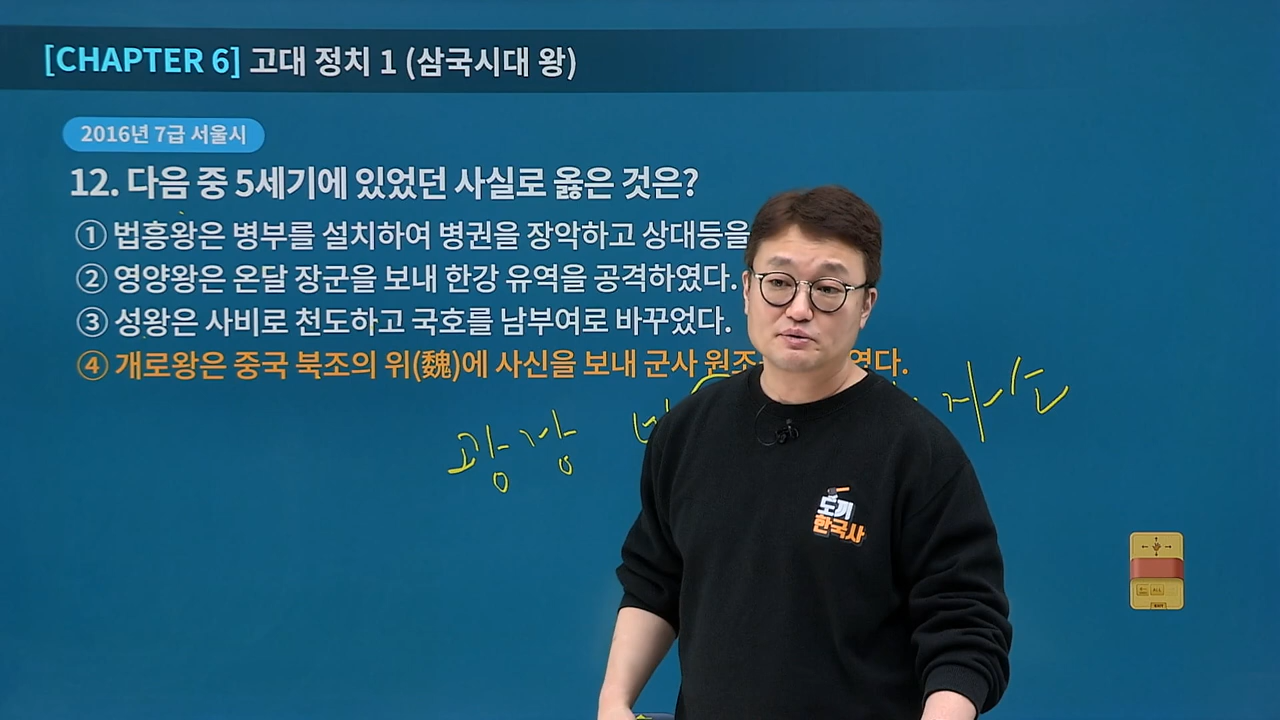 [CHAPTER 6] 고대 정치 1 (삼국시대 왕)
2016년 7급 서울시
12. 다음 중 5세기에 있었던 사실로 옳은 것은?
① 법흥왕은 병부를 설치하여 병권을 장악하고 상대등을
② 영양왕은 온달 장군을 보내 한강 유역을 공격하였다.
③ 성왕은 사비로 천도하고 국호를 남부여로 바꾸었다.
④ 개로왕은 중국 북조의 위(魏)에 사신을 보내 군사 원조
광장
도끼
한국사